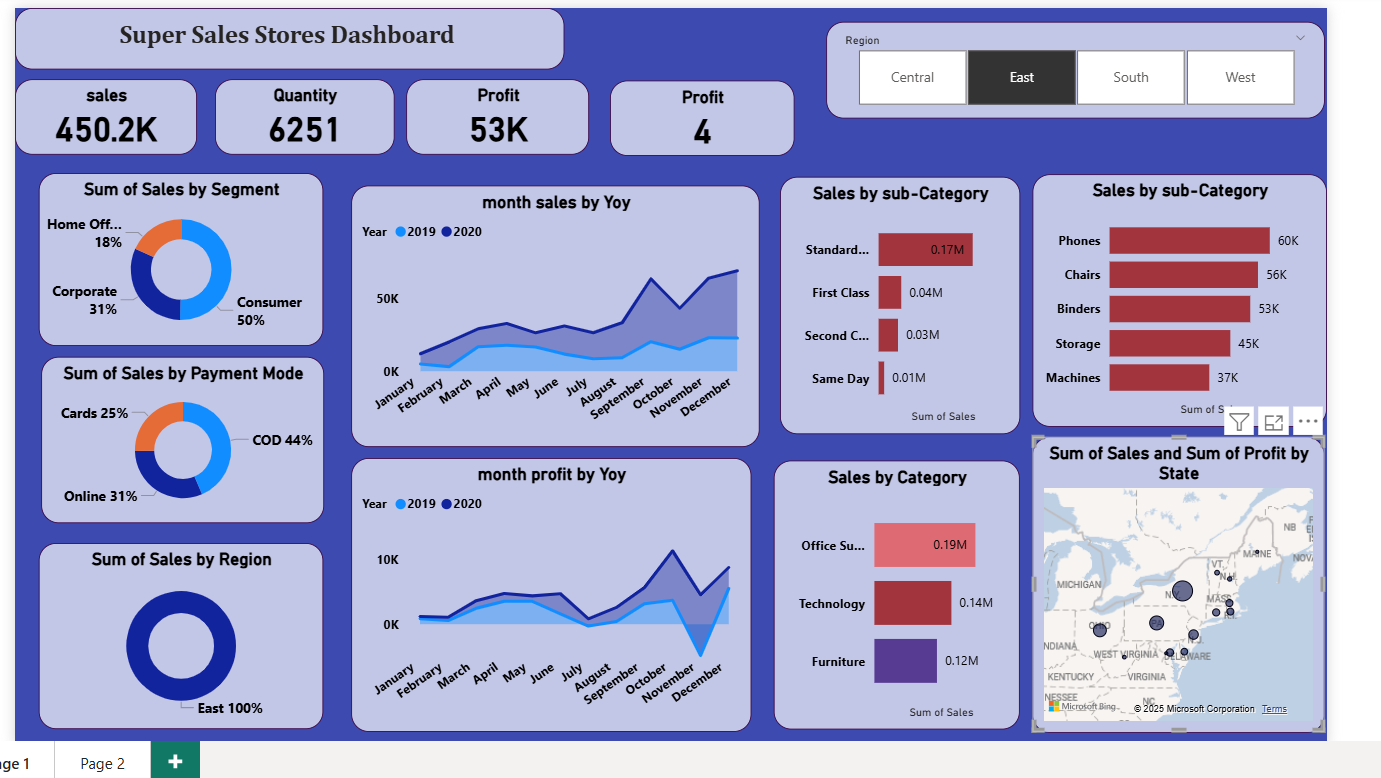 Super Sales Stores Dashboard
Region
Central
East
South
West
sales
450.2K
Quantity
6251
Profit
53K
Profit
4
Sum of Sales by Segment
Home Off...
18%
Corporate
31%
Consumer
50%
Sum of Sales by Payment Mode
Cards 25%
COD 44%
Online 31%
Sum of Sales by Region
East 100%
month sales by Yoy
Year 2019 2020
50K
0K
January
February
March
April
May
June
July
August
September
October
November
December
month profit by Yoy
Year 2019 2020
10K
0K
January
February
March
April
May
June
July
August
September
October
November
December
Sales by sub-Category
Standard... 0.17M
First Class 0.04M
Second C... 0.03M
Same Day 0.01M
Sum of Sales
Sales by sub-Category
Phones 60K
Chairs 56K
Binders 53K
Storage 45K
Machines 37K
Sum of S
Sales by Category
Office Su... 0.19M
Technology 0.14M
Furniture 0.12M
Sum of Sales
Sum of Sales and Sum of Profit by
State
NB
MAINE
NOV
VT.
N.H.
MICHIGAN
NY
MASS
R.I.
OHIO
PA
N.J.
NDIANA
WEST VIRGINIA
DELAWARE
KENTUCKY
VIRGINIA
NESSEE
NC
Microsoft Bing
© 2025 Microsoft Corporation Terms
age 1
Page 2